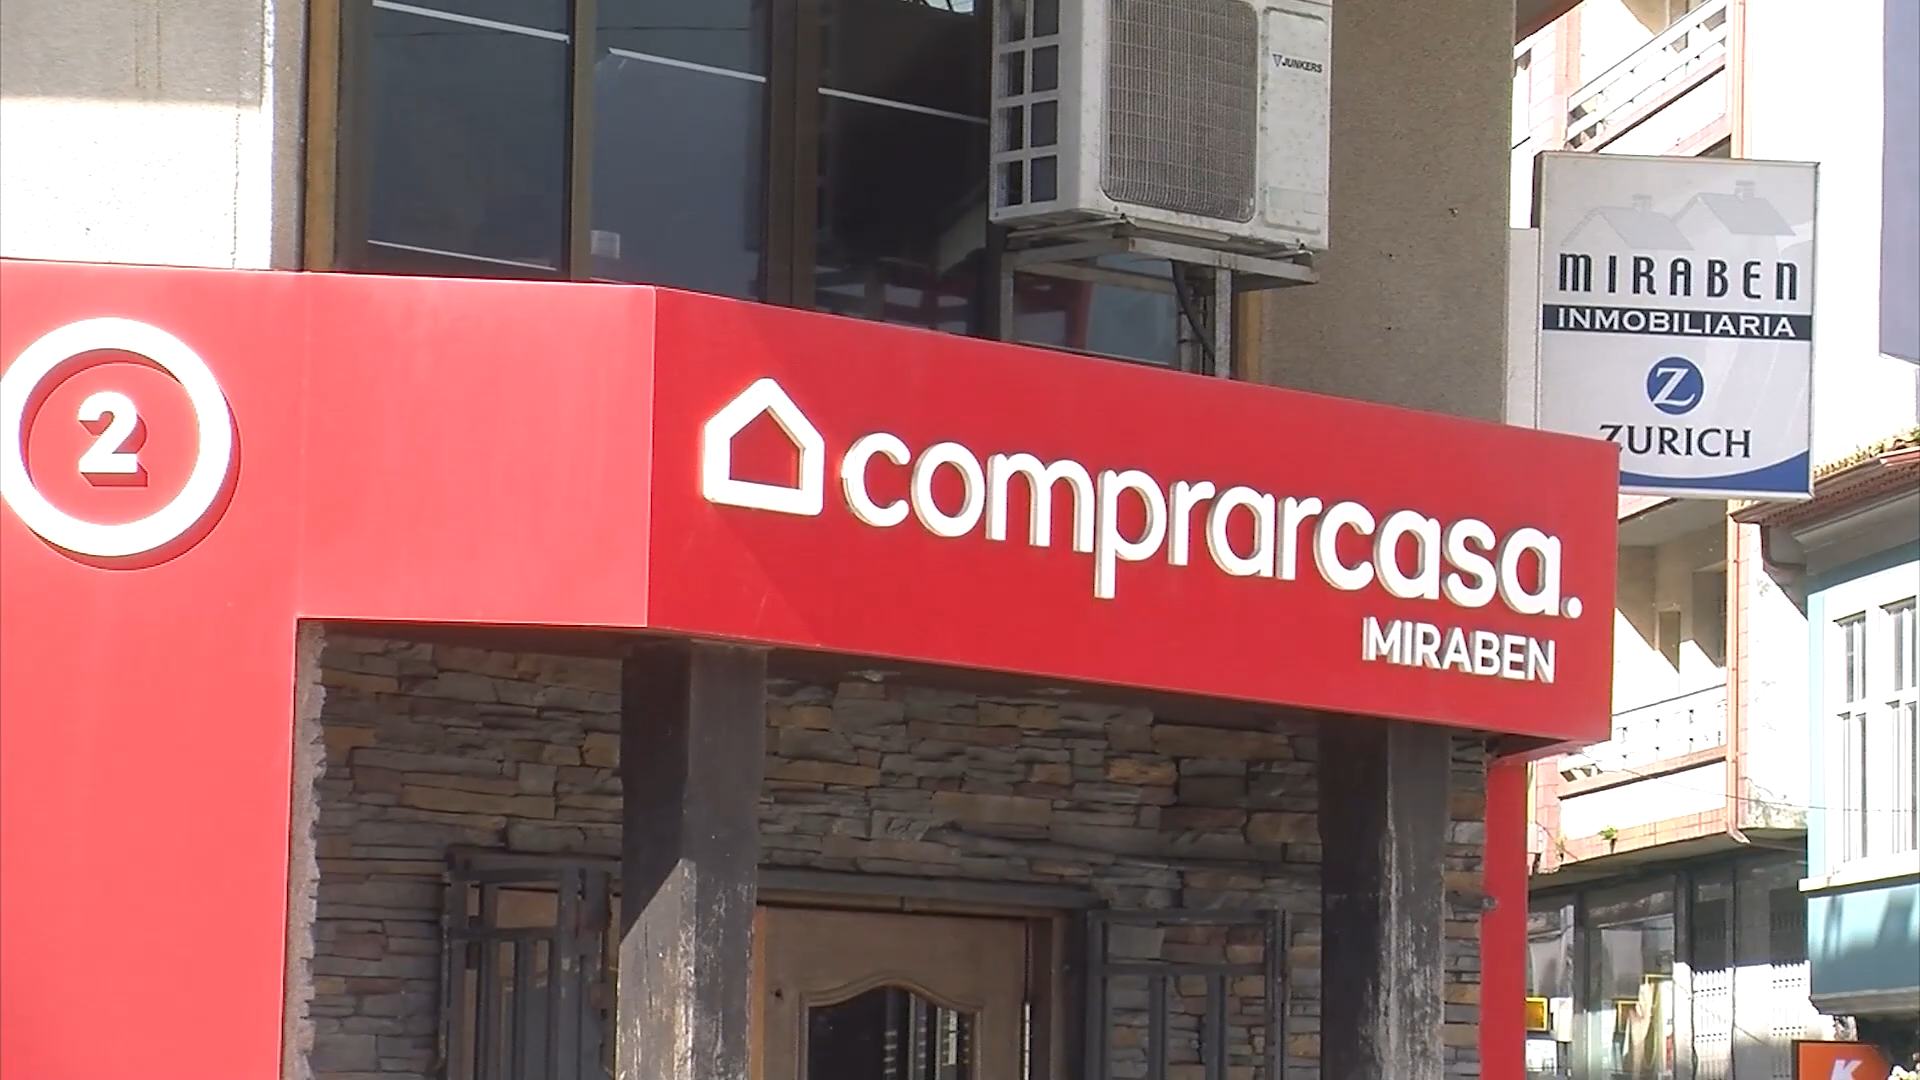 JUNKERS
MIRABEN
INMOBILIARIA
Z
ZURICH
2
comprarcasa.
MIRABEN
K